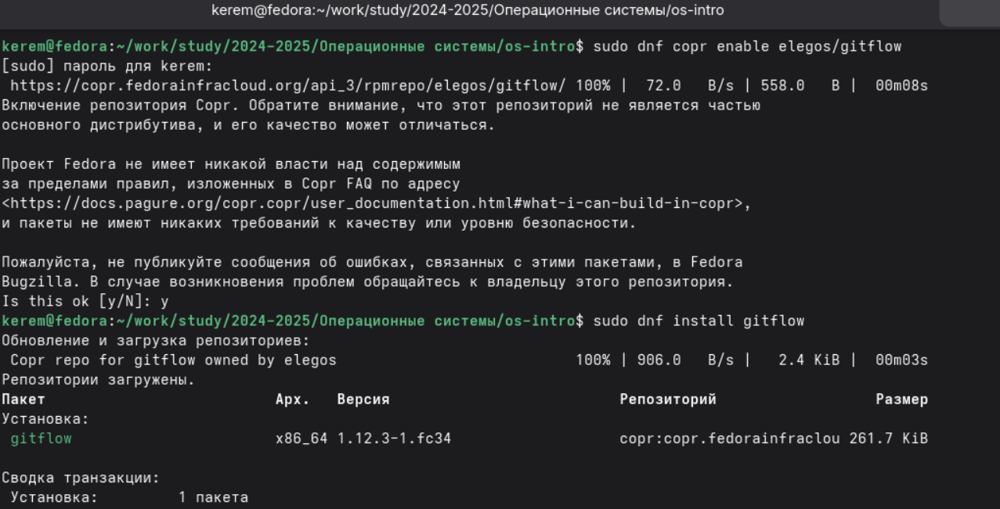 kerem@fedora:~/work/study/2024-2025/Операционные системы/os-intro
kerem@fedora:~/work/study/2024-2025/Операционные системы/os-intro$ sudo dnf copr enable elegos/gitflow
[sudo] пароль для kerem:
https://copr.fedorainfracloud.org/api_3/rpmrepo/elegos/gitflow/ 100% | 72.0 B/s | 558.0 B | 00m08s
Включение репозитория Copr. Обратите внимание, что этот репозиторий не является частью
основного дистрибутива, и его качество может отличаться.
Проект Fedora не имеет никакой власти над содержимым
за пределами правил, изложенных в Copr FAQ по адресу
<https://docs.pagure.org/copr.copr/user_documentation.html#what-i-can-build-in-copr>,
и пакеты не имеют никаких требований к качеству или уровню безопасности.
Пожалуйста, не публикуйте сообщения об ошибках, связанных с этими пакетами, в Fedora
Bugzilla. В случае возникновения проблем обращайтесь к владельцу этого репозитория.
Is this ok [y/N]: y
kerem@fedora:~/work/study/2024-2025/Операционные системы/os-intro$ sudo dnf install gitflow
Обновление и загрузка репозиториев:
Copr repo for gitflow owned by elegos 100% | 906.0 B/s | 2.4 KiB | 00m03s
Репозитории загружены.
Пакет Арх. Версия Репозиторий Размер
Установка:
gitflow x86_64 1.12.3-1.fc34 copr:copr.fedorainfraclou 261.7 KiB
Сводка транзакции:
Установка: 1 пакета